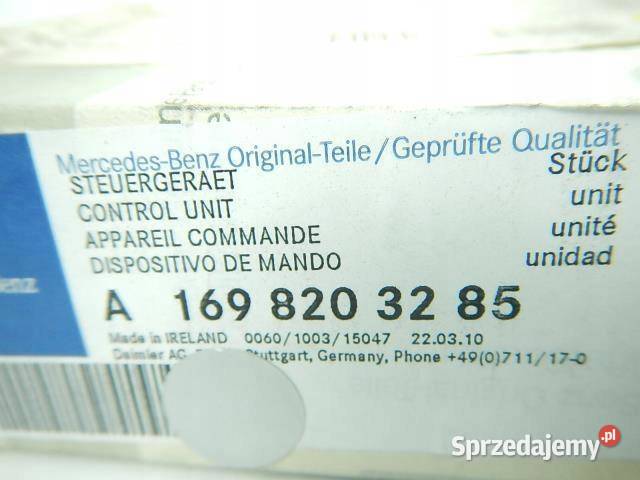 Mercedes-Benz Original-Teile/Geprüfte Qualität
STEUERGERAET Stück
CONTROL UNIT unit
APPAREIL COMMANDE unité
DISPOSITIVO DE MANDO unidad
enz
A 169 820 32 85
Made in IRELAND 0060/1003/15047 22.03.10
Daimler AG, Stuttgart, Germany, Phone +49(0)711/17-0
Sprzedajemy.pl